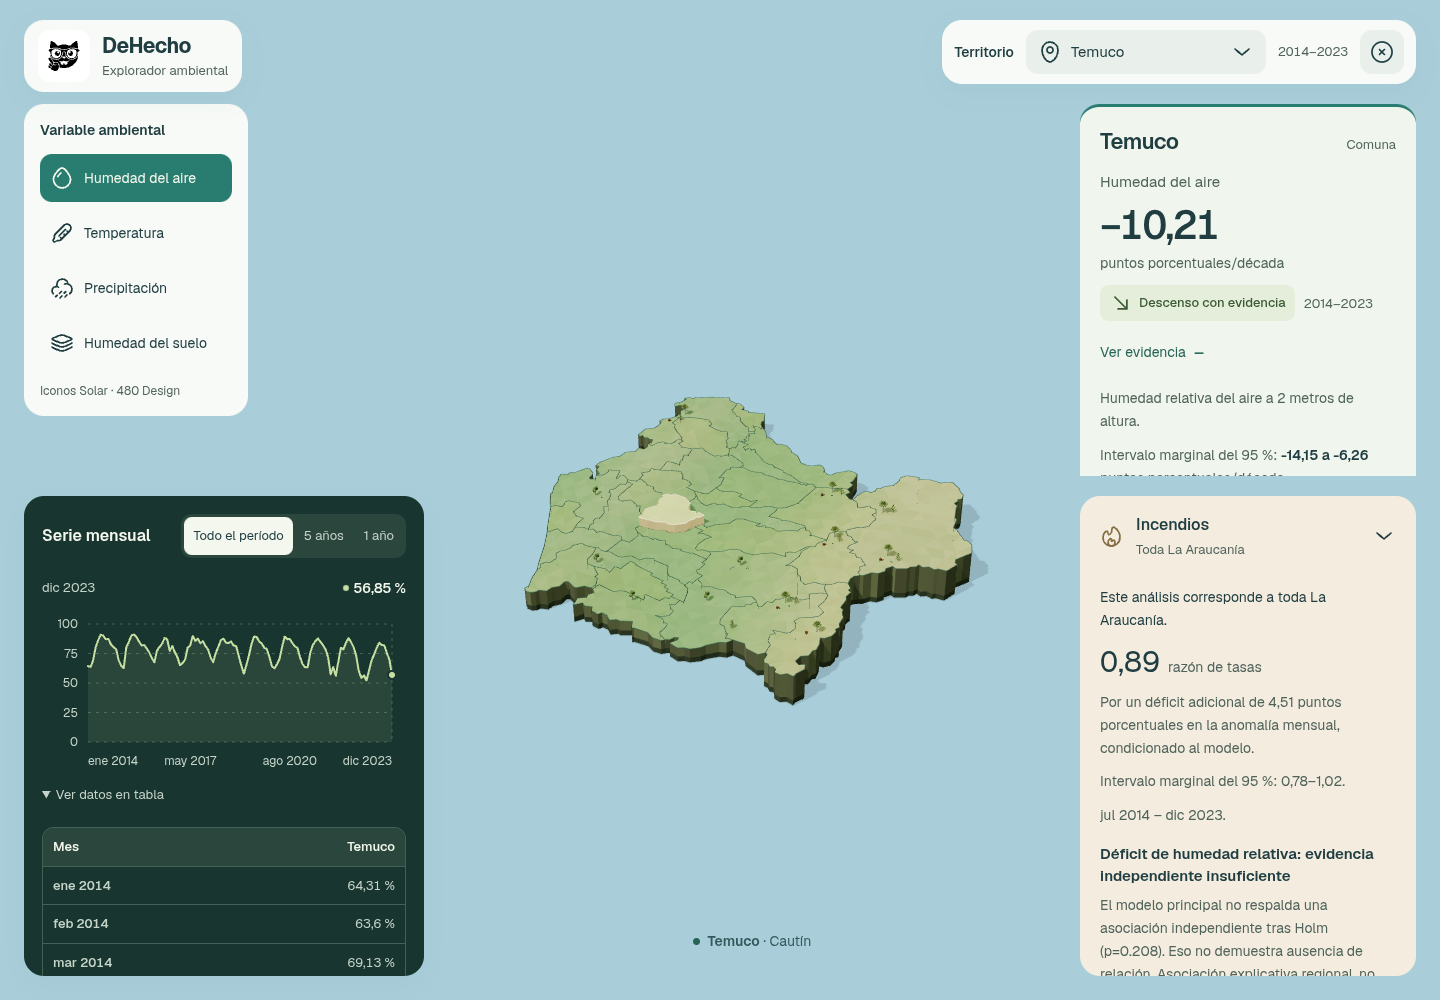 DeHecho
Explorador ambiental
Territorio
Temuco
2014–2023
Variable ambiental
Humedad del aire
Temperatura
Precipitación
Humedad del suelo
Iconos Solar · 480 Design
Temuco
Comuna
Humedad del aire
−10,21
puntos porcentuales/década
Descenso con evidencia
2014–2023
Ver evidencia –
Humedad relativa del aire a 2 metros de
altura.
Intervalo marginal del 95 %: -14,15 a -6,26
puntos porcentuales/década
Serie mensual
Todo el período
5 años
1 año
dic 2023
56,85 %
100
75
50
25
0
ene 2014
may 2017
ago 2020
dic 2023
▼ Ver datos en tabla
Mes Temuco
ene 2014 64,31 %
feb 2014 63,6 %
mar 2014 69,13 %
Temuco · Cautín
Incendios
Toda La Araucanía
Este análisis corresponde a toda La
Araucanía.
0,89 razón de tasas
Por un déficit adicional de 4,51 puntos
porcentuales en la anomalía mensual,
condicionado al modelo.
Intervalo marginal del 95 %: 0,78–1,02.
jul 2014 – dic 2023.
Déficit de humedad relativa: evidencia
independiente insuficiente
El modelo principal no respalda una
asociación independiente tras Holm
(p=0.208). Eso no demuestra ausencia de
relación. Asociación explicativa regional, no